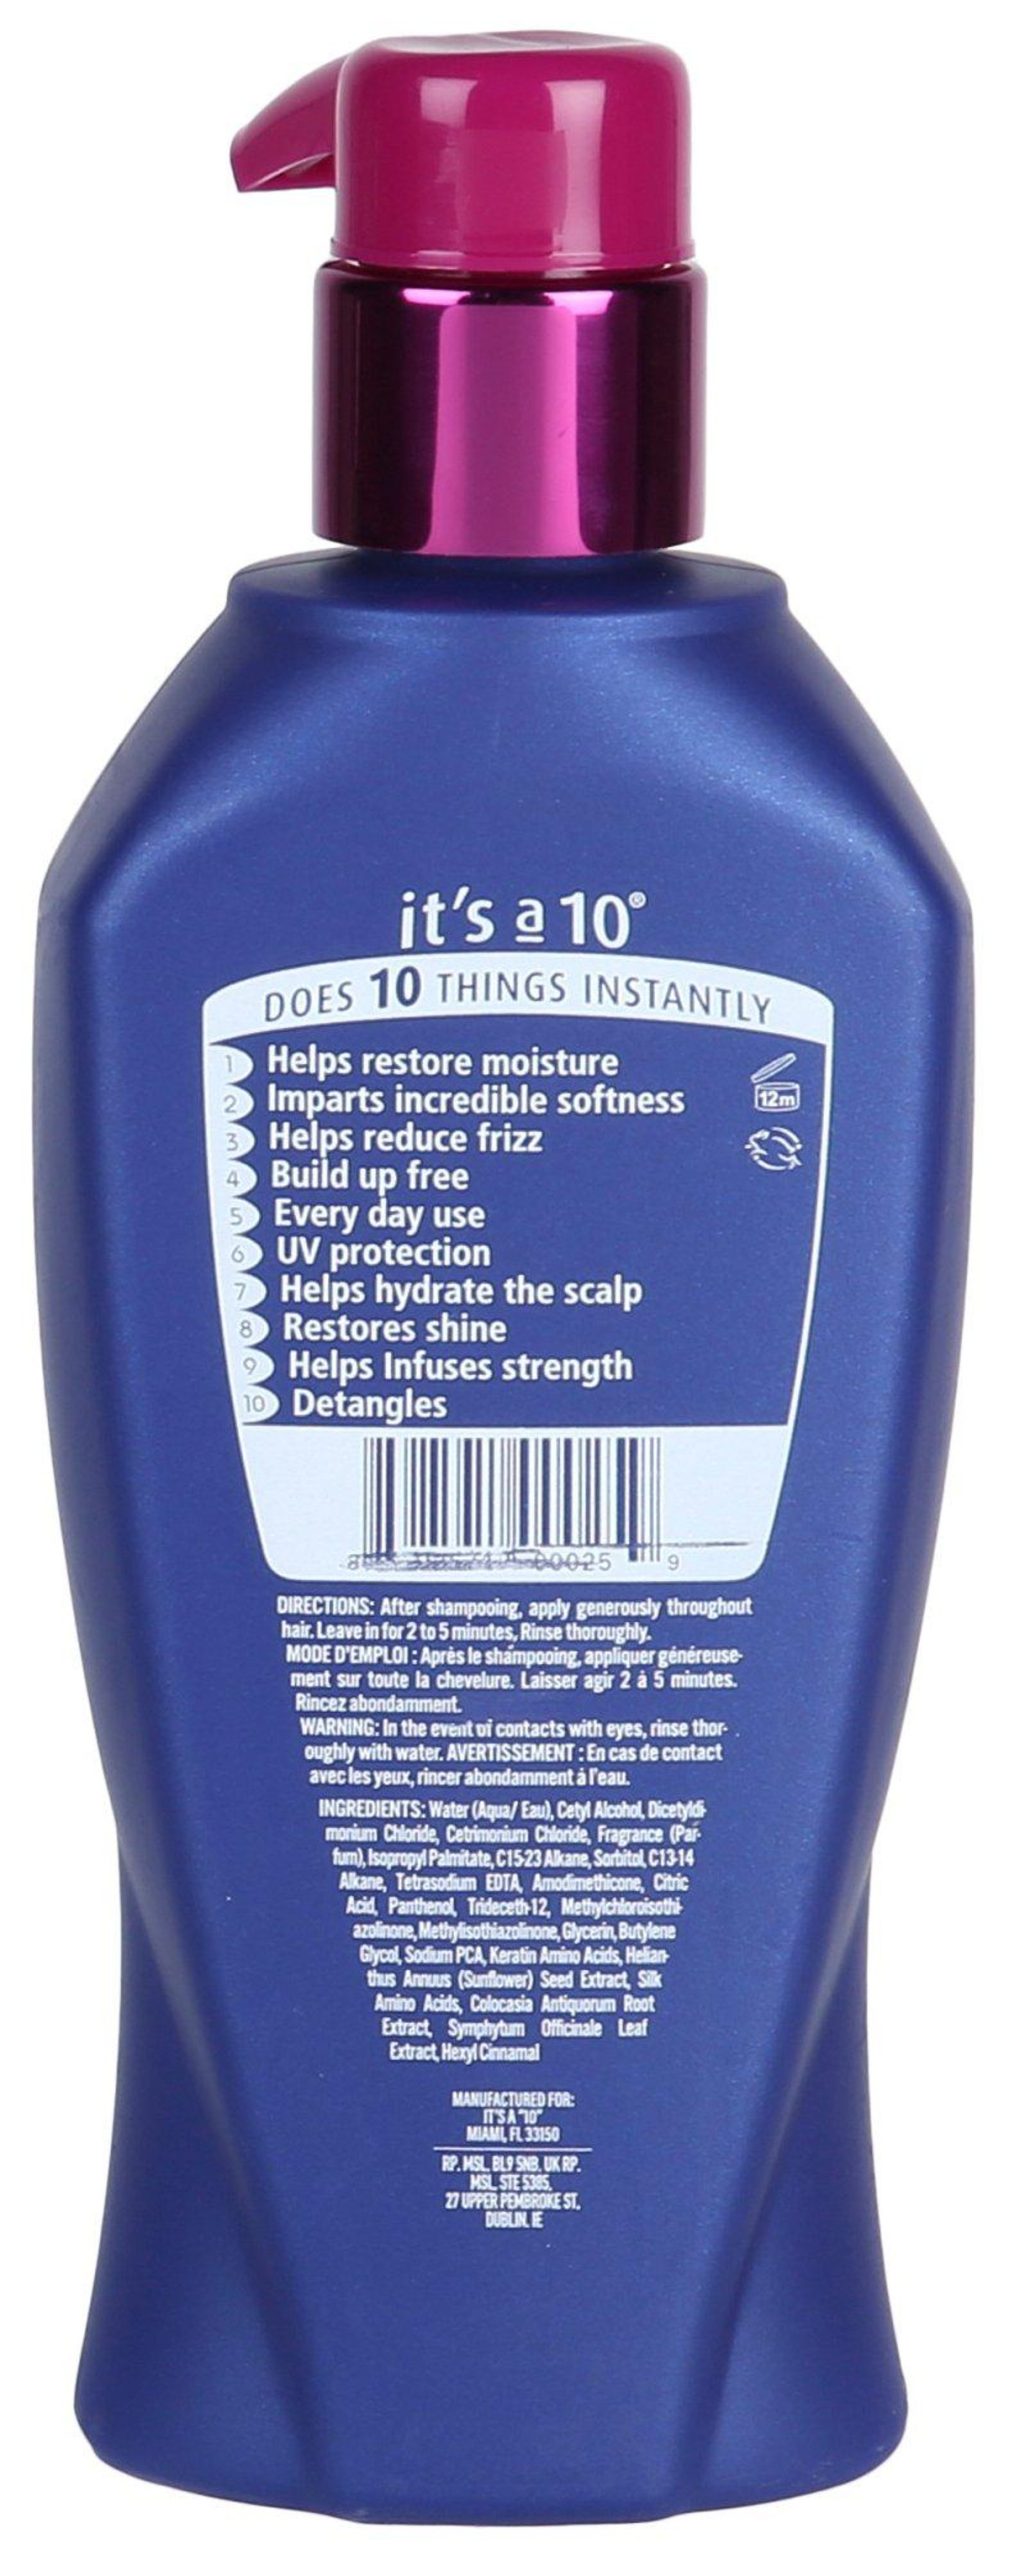 it's a 10®
DOES 10 THINGS INSTANTLY
1 Helps restore moisture
2 Imparts incredible softness
3 Helps reduce frizz
4 Build up free
5 Every day use
6 UV protection
7 Helps hydrate the scalp
8 Restores shine
9 Helps Infuses strength
10 Detangles
12m
00025 9
DIRECTIONS: After shampooing, apply generously throughout
hair. Leave in for 2 to 5 minutes, Rinse thoroughly.
MODE D'EMPLOI : Après le shámpooing, appliquer généreuse-
ment sur toute la chevelure. Laisser agir 2 à 5 minutes.
Rincez abondamment.
WARNING: In the event of contacts with eyes, rinse thor-
oughly with water. AVERTISSEMENT : En cas de contact
avec les yeux, rincer abondamment à l'eau.
INGREDIENTS: Water (Aqua/ Eau), Cetyl Alcohol, Dicetyldi-
monium Chloride, Cetrimonium Chloride, Fragrance (Par-
fum), Isopropyl Palmitate, C15-23 Alkane, Sorbitol, C13-14
Alkane, Tetrasodium EDTA, Amodimethicone, Citric
Acid, Panthenol, Trideceth-12, Methylchloroisothi-
azolinone, Methylisothiazolinone, Glycerin, Butylene
Glycol, Sodium PCA, Keratin Amino Acids, Helian-
thus Annuus (Sunflower) Seed Extract, Silk
Amino Acids, Colocasia Antiquorum Root
Extract, Symphytum Officinale Leaf
Extract, Hexyl Cinnamal
MANUFACTURED FOR:
IT'S A "10"
MIAMI, FL 33150
RP. MSL. BL9 5NB. UK RP.
MSL. STE 5385,
27 UPPER PEMBROKE ST.
DUBLIN. IE